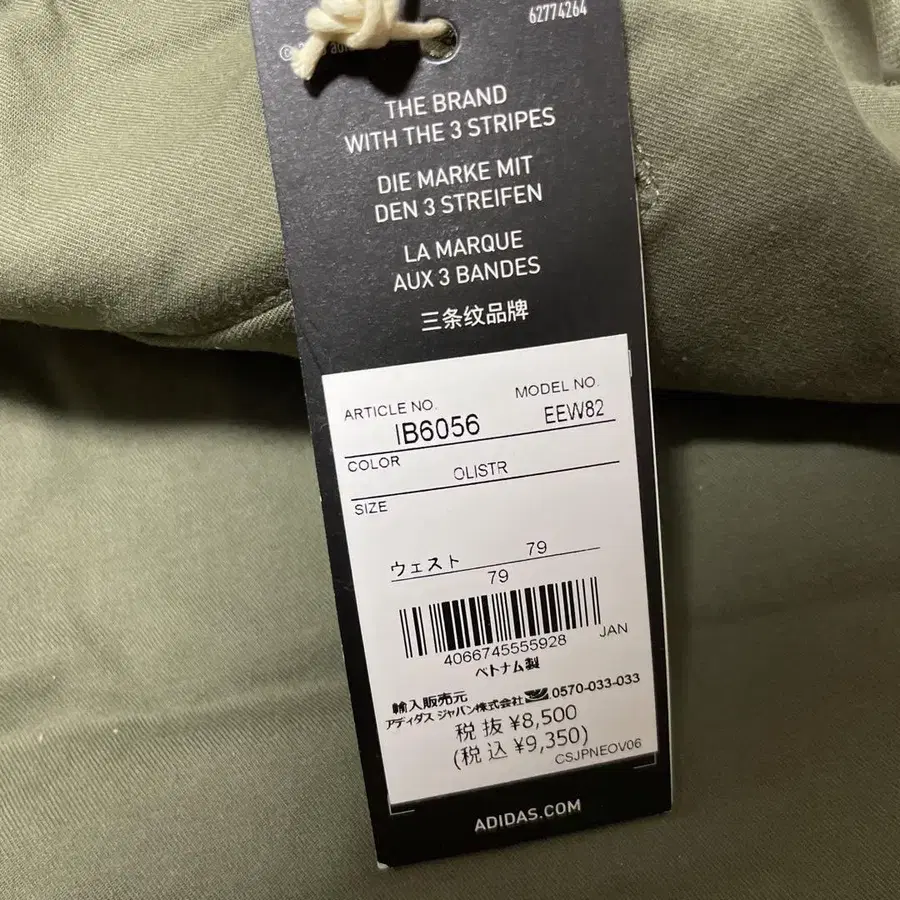 62774264
THE BRAND
WITH THE 3 STRIPES
DIE MARKE MIT
DEN 3 STREIFEN
LA MARQUE
AUX 3 BANDES
三条纹品牌
ARTICLE NO. MODEL NO.
IB6056 EEW82
COLOR
OLISTR
SIZE
ウェスト 79
79
JAN
4066745555928
ベトナム製
輸入販売元
アディダス ジャパン株式会社 0570-033-033
税 抜 ¥8,500
(税 込 ¥9,350)
CSJPNEOV06
ADIDAS.COM